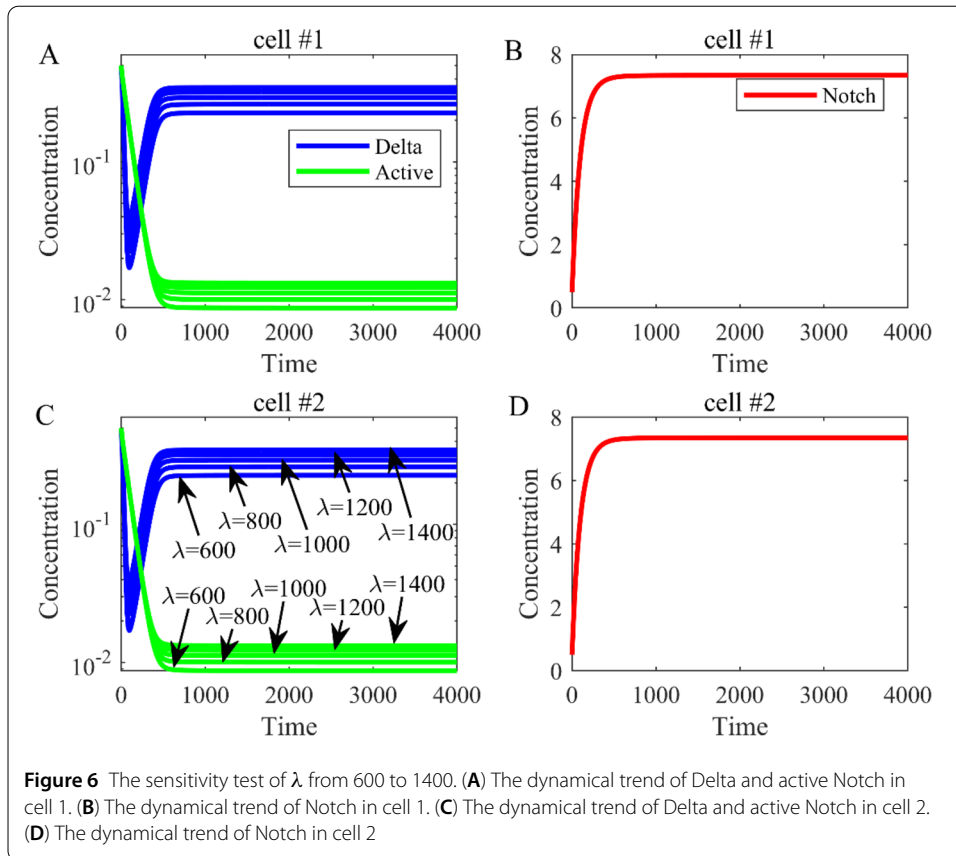 A
cell #1
Concentration
10⁻¹
10⁻²
Delta
Active
0 1000 2000 3000 4000
Time
B
cell #1
Concentration
8
6
4
2
0
Notch
0 1000 2000 3000 4000
Time
C
cell #2
Concentration
10⁻¹
10⁻²
λ=600
λ=800
λ=1000
λ=1200
λ=1400
λ=600
λ=800
λ=1000
λ=1200
λ=1400
0 1000 2000 3000 4000
Time
D
cell #2
Concentration
8
6
4
2
0
0 1000 2000 3000 4000
Time
Figure 6 The sensitivity test of λ from 600 to 1400. (A) The dynamical trend of Delta and active Notch in
cell 1. (B) The dynamical trend of Notch in cell 1. (C) The dynamical trend of Delta and active Notch in cell 2.
(D) The dynamical trend of Notch in cell 2